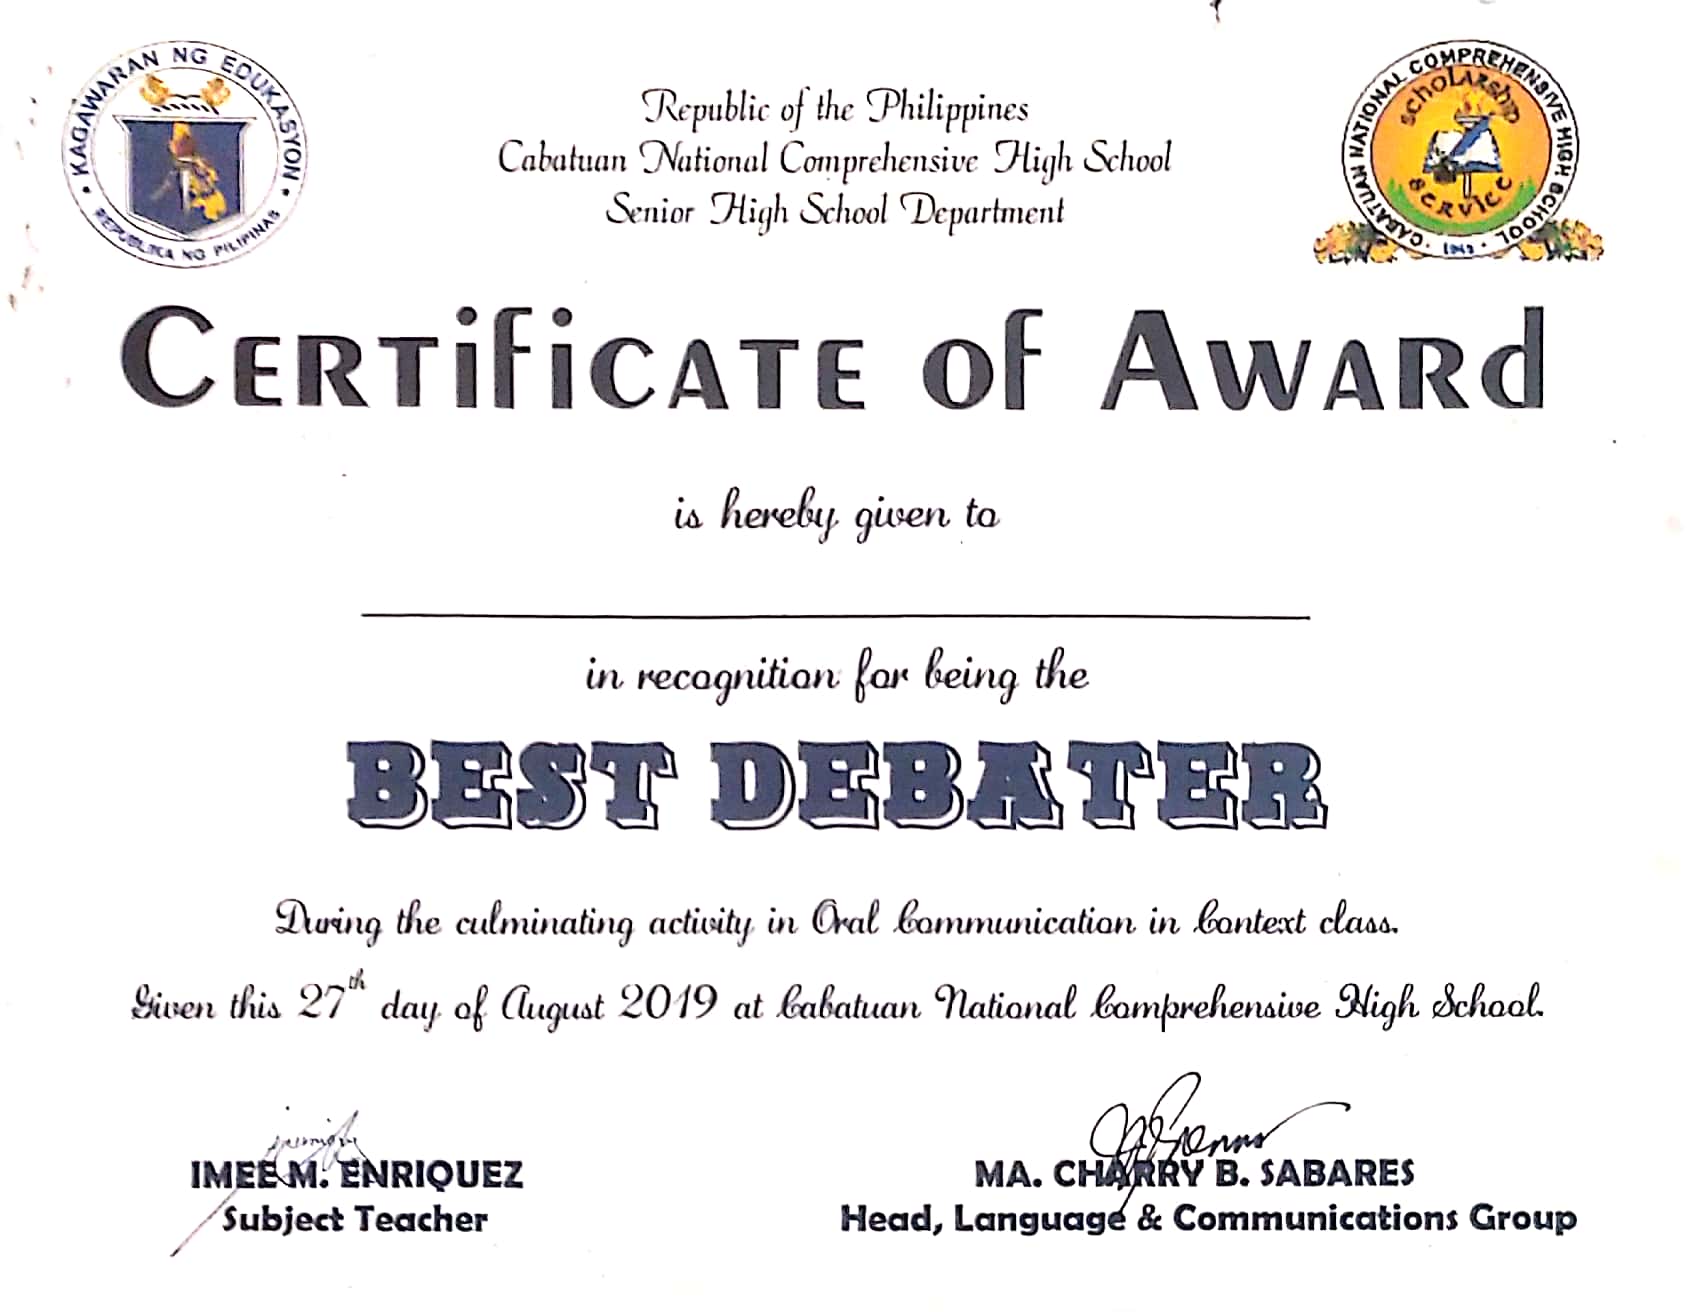 KAGAWARAN NG EDUKASYON
REPUBLIKA NG PILIPINAS
Republic of the Philippines
Cabatuan National Comprehensive High School
Senior High School Department
CABATUAN NATIONAL COMPREHENSIVE HIGH SCHOOL
SCHOLARSHIP
SERVICE
Certificate of Award
is hereby given to
in recognition for being the
BEST DEBATER
During the culminating activity in Oral Communication in Context class.
Given this 27th day of August 2019 at Cabatuan National Comprehensive High School.
IMEE M. ENRIQUEZ
Subject Teacher
MA. CHARRY B. SABARES
Head, Language & Communications Group